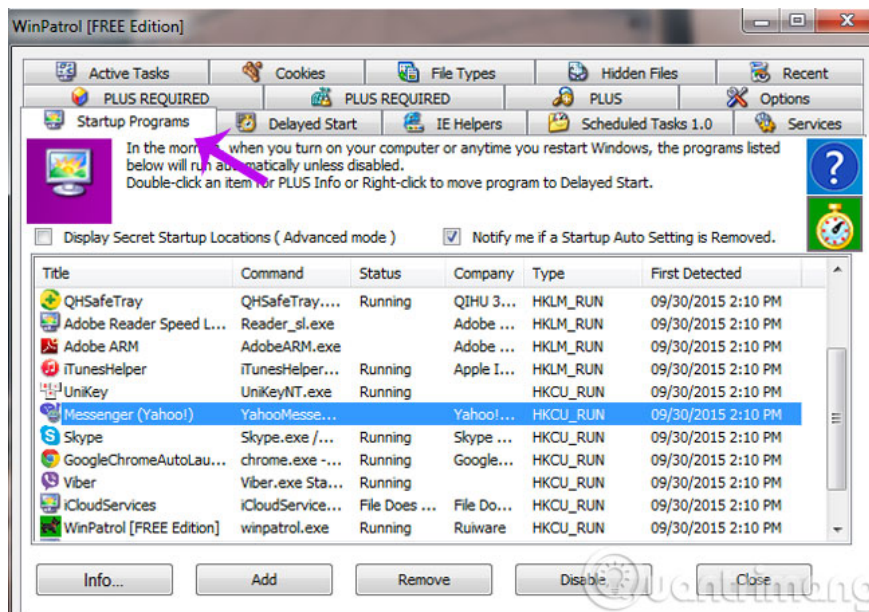 WinPatrol [FREE Edition]
Active Tasks Cookies File Types Hidden Files Recent
PLUS REQUIRED PLUS REQUIRED PLUS Options
Startup Programs Delayed Start IE Helpers Scheduled Tasks 1.0 Services
In the when you turn on your computer or anytime you restart Windows, the programs listed
below will run automatically unless disabled.
Double-click an item for PLUS Info or Right-click to move program to Delayed Start.
Display Secret Startup Locations ( Advanced mode ) Notify me if a Startup Auto Setting is Removed.
Title Command Status Company Type First Detected
QHSafeTray QHSafeTray.... Running QIHU 3... HKLM_RUN 09/30/2015 2:10 PM
Adobe Reader Speed L... Reader_sl.exe Adobe ... HKLM_RUN 09/30/2015 2:10 PM
Adobe ARM AdobeARM.exe Adobe ... HKLM_RUN 09/30/2015 2:10 PM
iTunesHelper iTunesHelper... Running Apple I... HKLM_RUN 09/30/2015 2:10 PM
UniKey UniKeyNT.exe Running HKCU_RUN 09/30/2015 2:10 PM
Messenger (Yahoo!) YahooMesse... Yahoo!... HKCU_RUN 09/30/2015 2:10 PM
Skype Skype.exe /... Running Skype ... HKCU_RUN 09/30/2015 2:10 PM
GoogleChromeAutoLau... chrome.exe -... Running Google... HKCU_RUN 09/30/2015 2:10 PM
Viber Viber.exe Sta... Running HKCU_RUN 09/30/2015 2:10 PM
iCloudServices iCloudService... File Does ... File Do... HKCU_RUN 09/30/2015 2:10 PM
WinPatrol [FREE Edition] winpatrol.exe Running Ruiware HKCU_RUN 09/30/2015 2:10 PM
Info... Add Remove Disable Close
Quantrimang